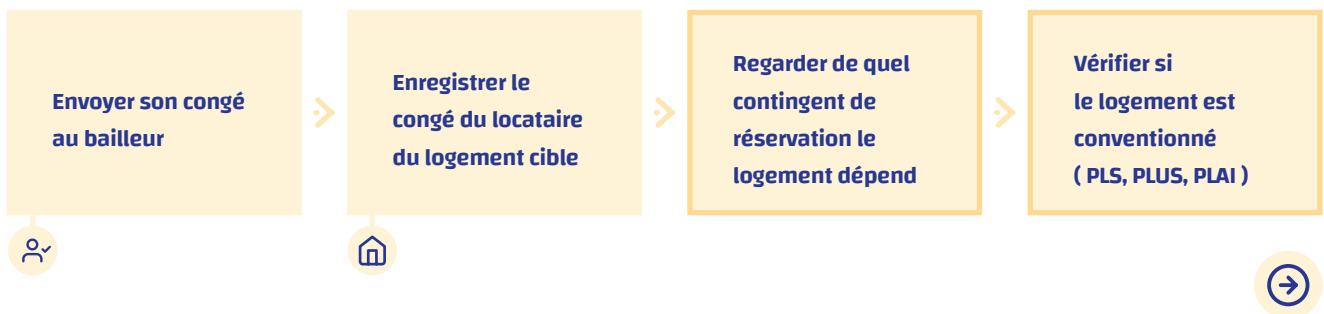 Envoyer son congé
au bailleur
Enregistrer le
congé du locataire
du logement cible
Regarder de quel
contingent de
réservation le
logement dépend
Vérifier si
le logement est
conventionné
( PLS, PLUS, PLAI )